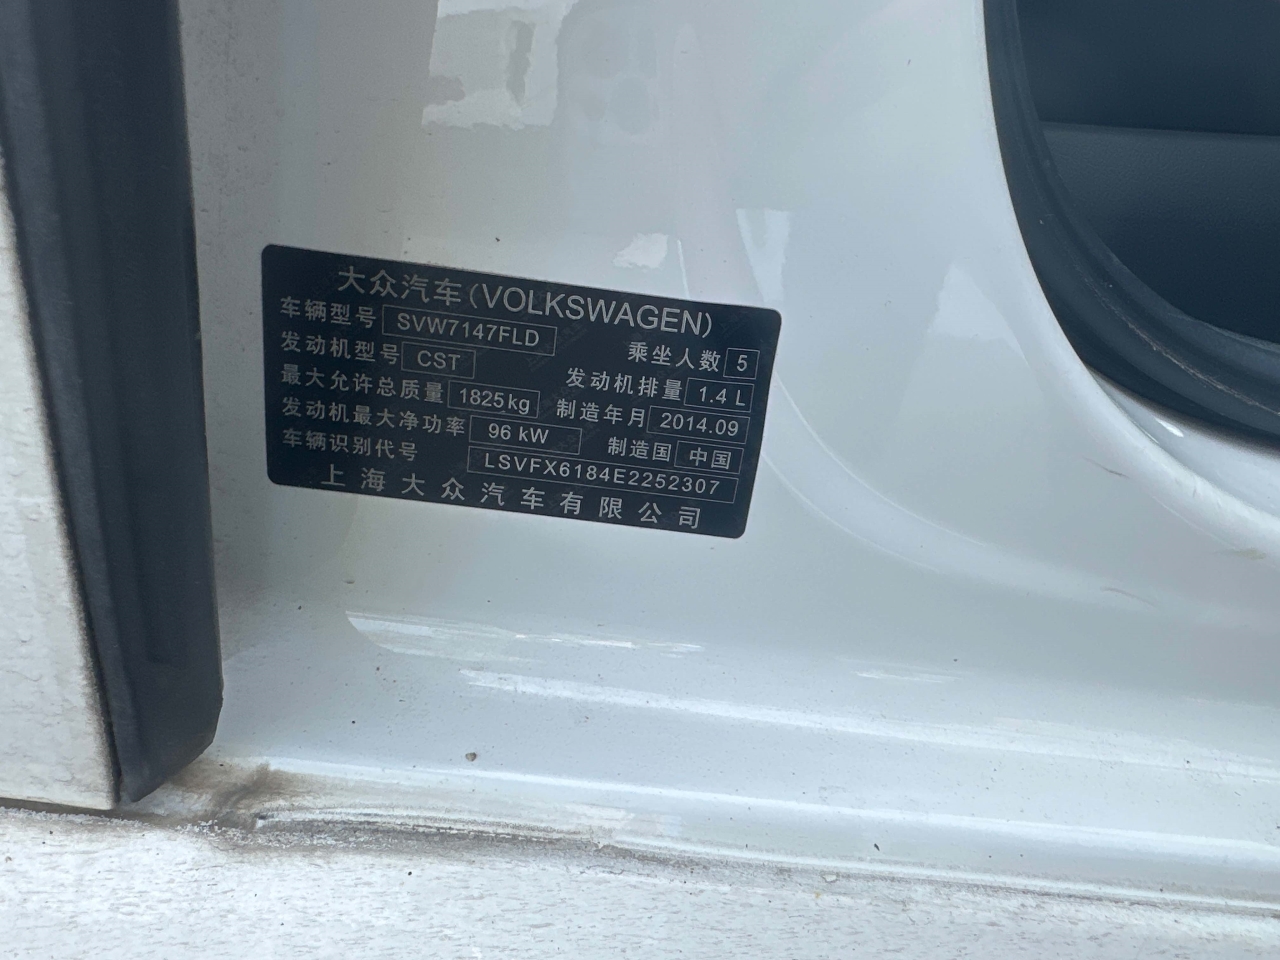 大众汽车(VOLKSWAGEN)
车辆型号 SVW7147FLD 乘坐人数 5
发动机型号 CST 发动机排量 1.4 L
最大允许总质量 1825kg 制造年月 2014.09
发动机最大净功率 96 kW 制造国 中国
车辆识别代号 LSVFX6184E2252307
上海大众汽车有限公司